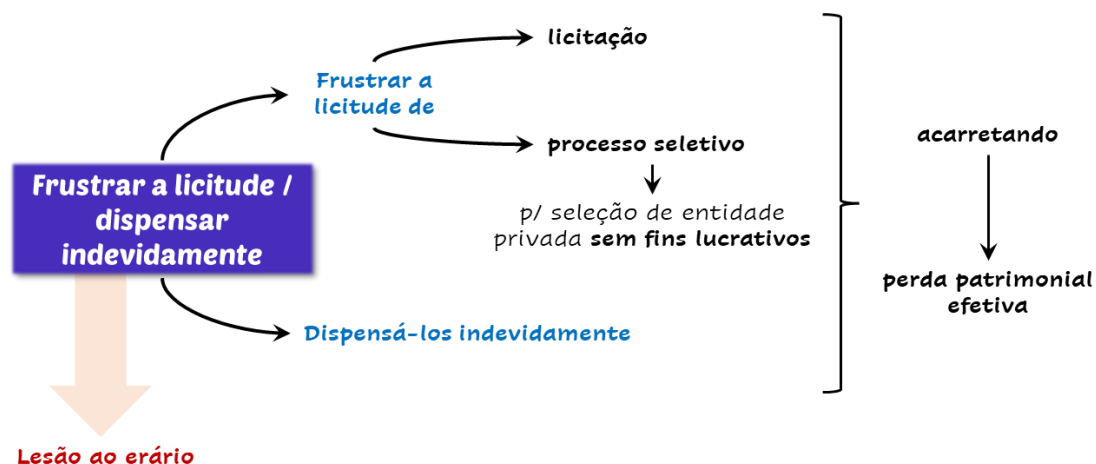 licitação
Frustrar a
licitude de
processo seletivo
acarretando
Frustrar a licitude /
dispensar
indevidamente
p/ seleção de entidade
privada sem fins lucrativos
perda patrimonial
efetiva
Dispensá-los indevidamente
Lesão ao erário